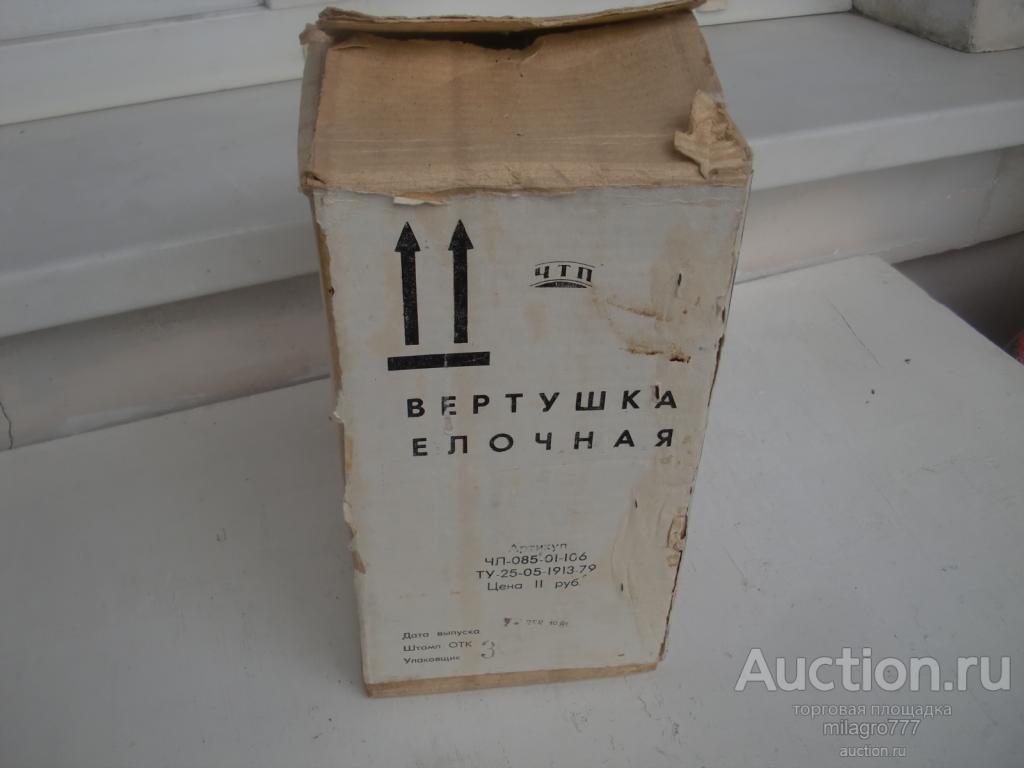 ЧТП
ВЕРТУШКА
ЕЛОЧНАЯ
Артикул
ЧП-085-01-106
ТУ-25-05-1913-79
Цена 11 руб
Дата выпуска
Штамп ОТК 3
Упаковщик
Auction.ru
торговая площадка
milagro777
auction.ru